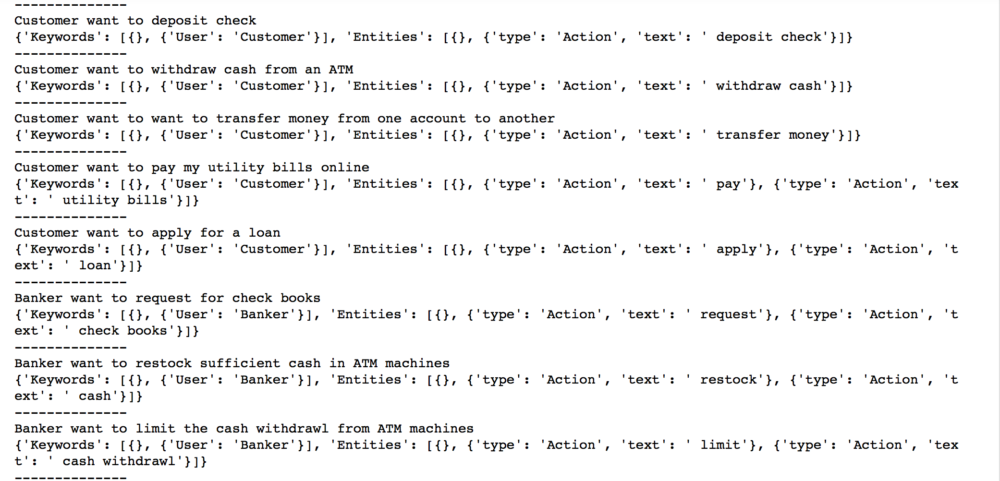 --------------
Customer want to deposit check
{'Keywords': [{}, {'User': 'Customer'}], 'Entities': [{}, {'type': 'Action', 'text': ' deposit check'}]}
--------------
Customer want to withdraw cash from an ATM
{'Keywords': [{}, {'User': 'Customer'}], 'Entities': [{}, {'type': 'Action', 'text': ' withdraw cash'}]}
--------------
Customer want to want to transfer money from one account to another
{'Keywords': [{}, {'User': 'Customer'}], 'Entities': [{}, {'type': 'Action', 'text': ' transfer money'}]}
--------------
Customer want to pay my utility bills online
{'Keywords': [{}, {'User': 'Customer'}], 'Entities': [{}, {'type': 'Action', 'text': ' pay'}, {'type': 'Action', 'tex
t': ' utility bills'}]}
--------------
Customer want to apply for a loan
{'Keywords': [{}, {'User': 'Customer'}], 'Entities': [{}, {'type': 'Action', 'text': ' apply'}, {'type': 'Action', 't
ext': ' loan'}]}
--------------
Banker want to request for check books
{'Keywords': [{}, {'User': 'Banker'}], 'Entities': [{}, {'type': 'Action', 'text': ' request'}, {'type': 'Action', 't
ext': ' check books'}]}
--------------
Banker want to restock sufficient cash in ATM machines
{'Keywords': [{}, {'User': 'Banker'}], 'Entities': [{}, {'type': 'Action', 'text': ' restock'}, {'type': 'Action', 't
ext': ' cash'}]}
--------------
Banker want to limit the cash withdrawl from ATM machines
{'Keywords': [{}, {'User': 'Banker'}], 'Entities': [{}, {'type': 'Action', 'text': ' limit'}, {'type': 'Action', 'tex
t': ' cash withdrawl'}]}
--------------